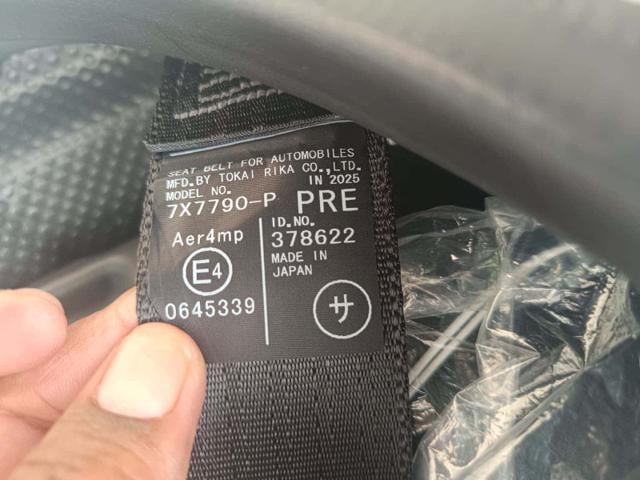 SEAT BELT FOR AUTOMOBILES
MFD.BY TOKAI RIKA CO.,LTD.
MODEL NO. IN 2025
7X7790-P PRE
Aer4mp
E4
0645339
ID.NO.
378622
MADE IN
JAPAN
サ